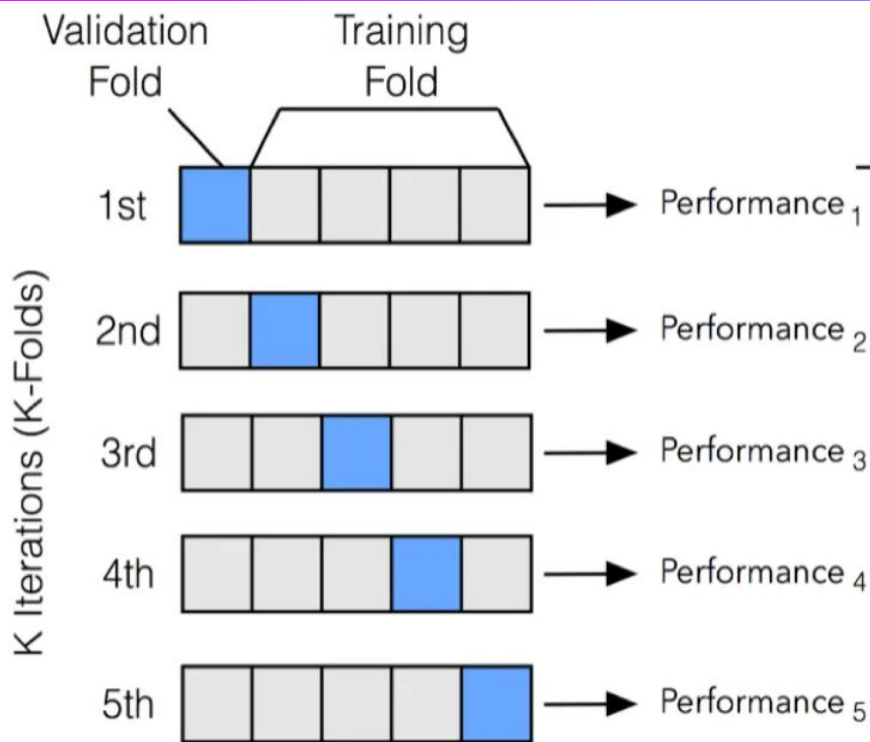 Validation Fold
Training Fold
1st
Performance 1
2nd
Performance 2
3rd
Performance 3
4th
Performance 4
5th
Performance 5
K Iterations (K-Folds)